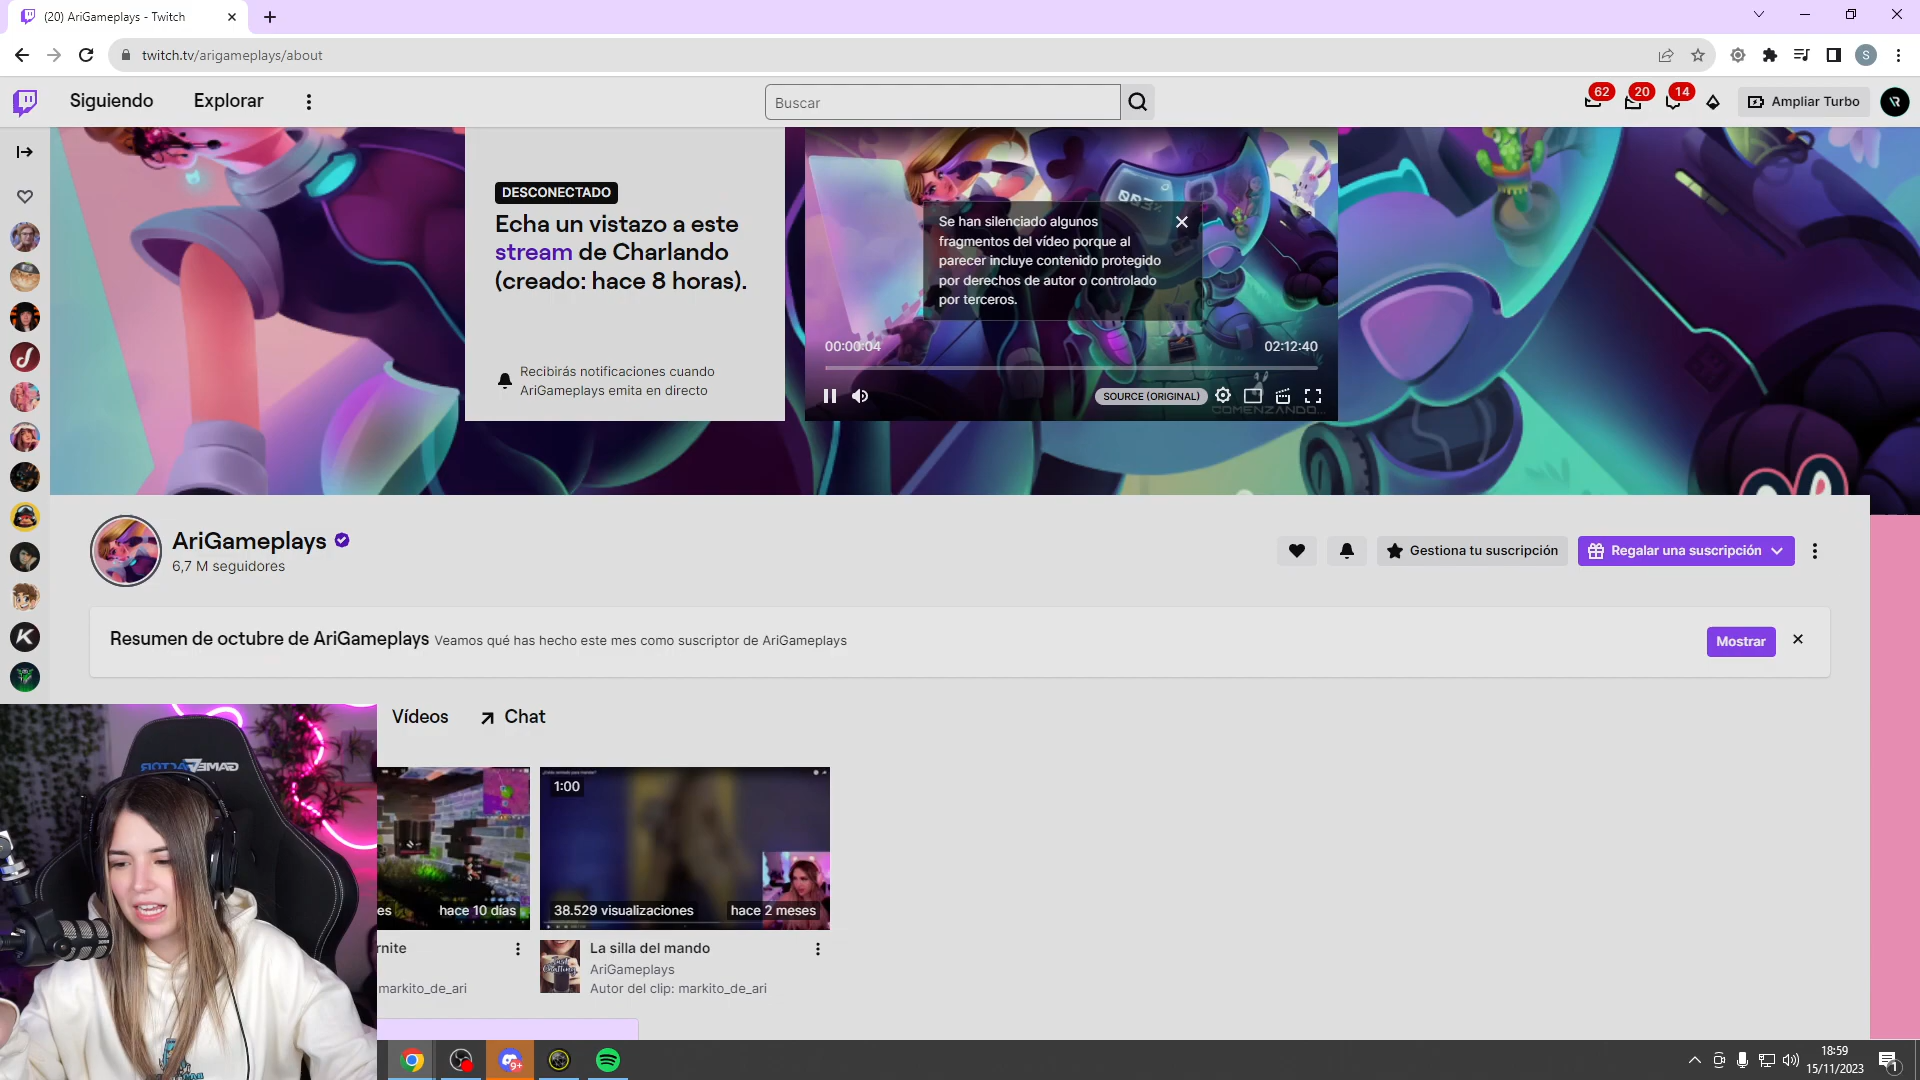 (20) AriGameplays - Twitch
twitch.tv/arigameplays/about
S
Siguiendo
Explorar
Buscar
62
20
14
Ampliar Turbo
DESCONECTADO
Echa un vistazo a este
stream de Charlando
(creado: hace 8 horas).
Recibirás notificaciones cuando
AriGameplays emita en directo
Se han silenciado algunos
fragmentos del vídeo porque al
parecer incluye contenido protegido
por derechos de autor o controlado
por terceros.
00:00:04
02:12:40
SOURCE (ORIGINAL)
COMENZANDO...
AriGameplays
6,7 M seguidores
Gestiona tu suscripción
Regalar una suscripción
Resumen de octubre de AriGameplays Veamos qué has hecho este mes como suscriptor de AriGameplays
Mostrar
Vídeos
Chat
1:00
es
hace 10 días
38.529 visualizaciones
hace 2 meses
rnite
markito_de_ari
La silla del mando
AriGameplays
Autor del clip: markito_de_ari
9+
18:59
15/11/2023
1